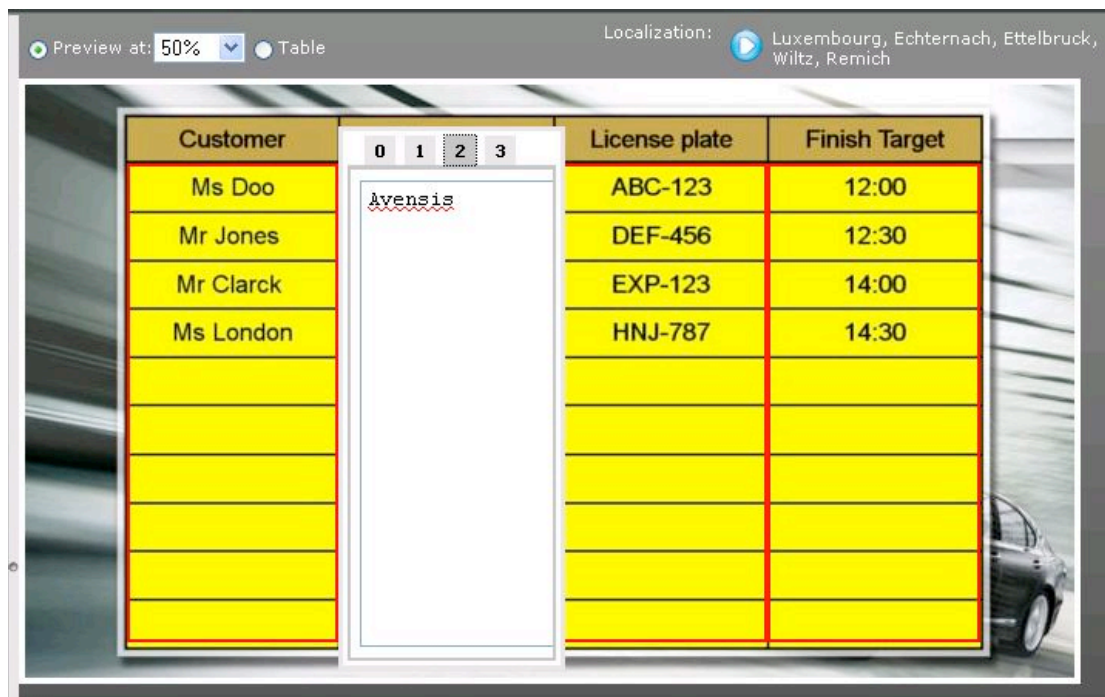 Preview at: 50% Table
Localization: Luxembourg, Echternach, Ettelbruck,
Wiltz, Remich
Customer License plate Finish Target
0 1 2 3
Avensis
Ms Doo ABC-123 12:00
Mr Jones DEF-456 12:30
Mr Clarck EXP-123 14:00
Ms London HNJ-787 14:30